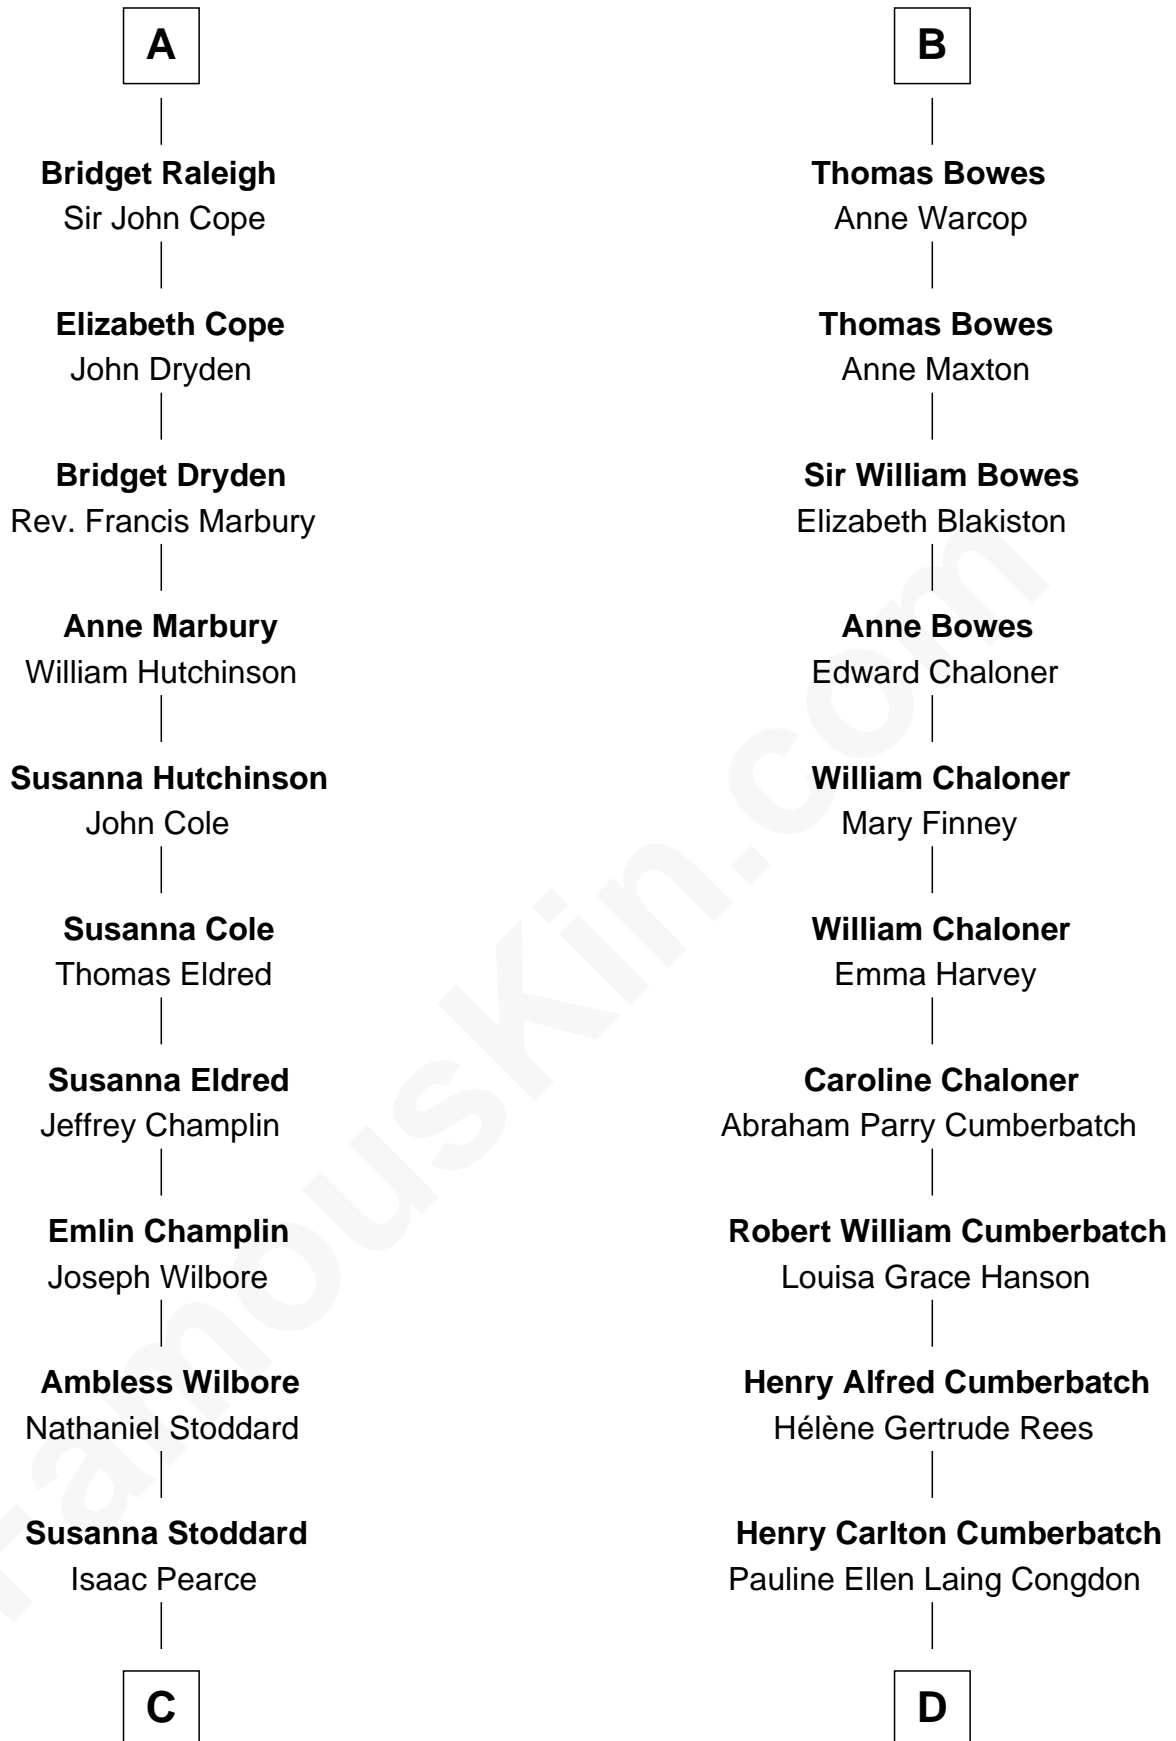 A
Bridget Raleigh
Sir John Cope
Elizabeth Cope
John Dryden
Bridget Dryden
Rev. Francis Marbury
Anne Marbury
William Hutchinson
Susanna Hutchinson
John Cole
Susanna Cole
Thomas Eldred
Susanna Eldred
Jeffrey Champlin
Emlin Champlin
Joseph Wilbore
Ambless Wilbore
Nathaniel Stoddard
Susanna Stoddard
Isaac Pearce
C
B
Thomas Bowes
Anne Warcop
Thomas Bowes
Anne Maxton
Sir William Bowes
Elizabeth Blakiston
Anne Bowes
Edward Chaloner
William Chaloner
Mary Finney
William Chaloner
Emma Harvey
Caroline Chaloner
Abraham Parry Cumberbatch
Robert William Cumberbatch
Louisa Grace Hanson
Henry Alfred Cumberbatch
Hélène Gertrude Rees
Henry Carlton Cumberbatch
Pauline Ellen Laing Congdon
D
FamousKin.com